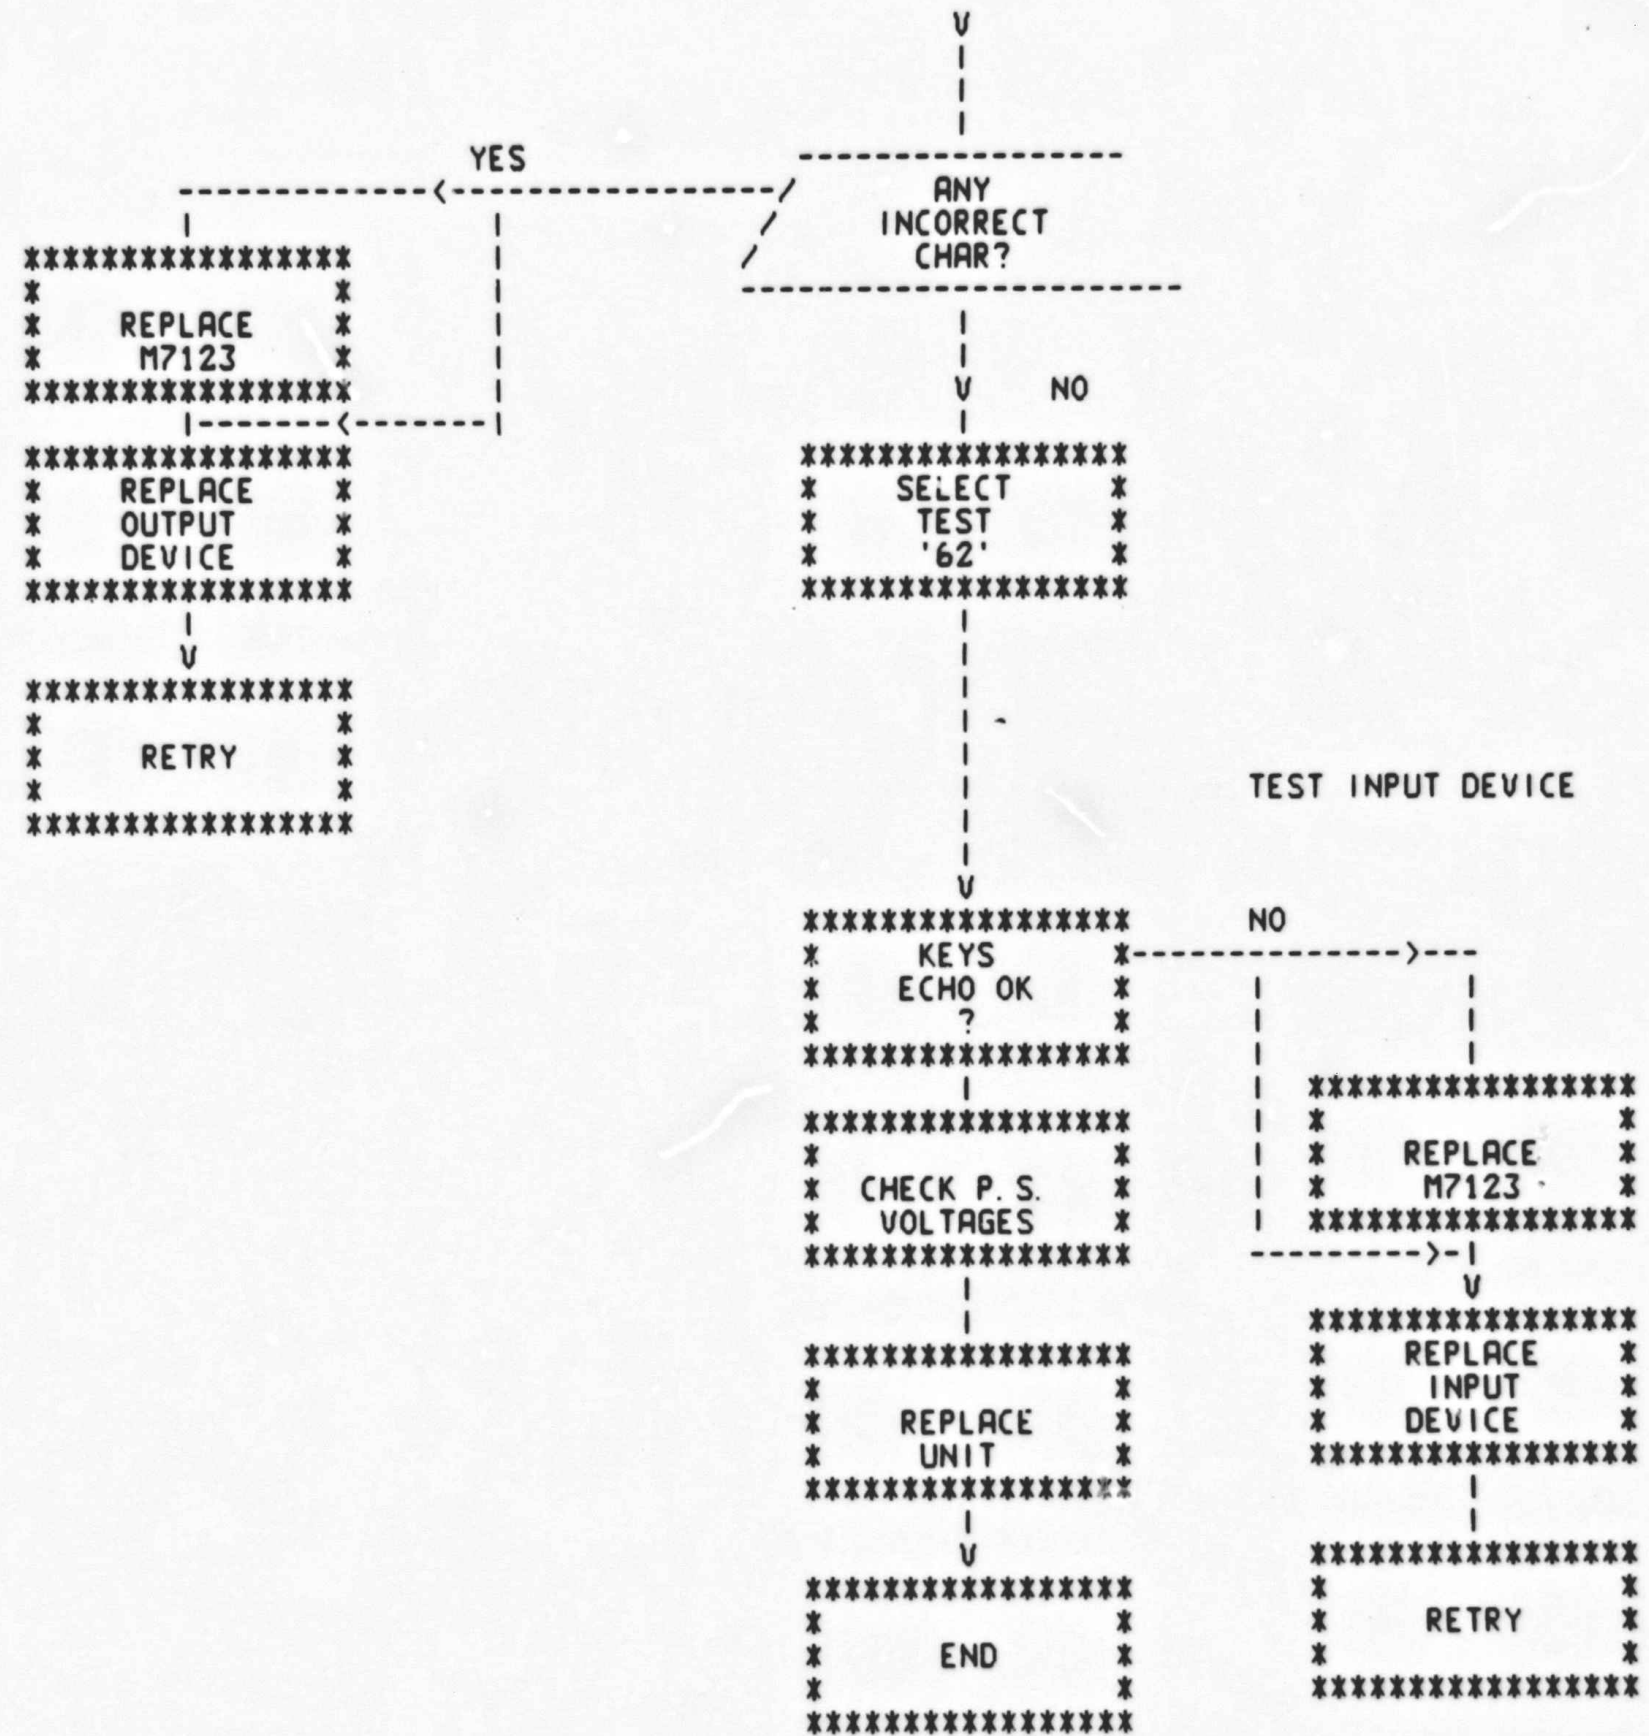 YES
ANY
INCORRECT
CHAR?
REPLACE
M7123
NO
REPLACE
OUTPUT
DEVICE
SELECT
TEST
'62'
RETRY
TEST INPUT DEVICE
KEYS
ECHO OK
?
NO
REPLACE
M7123
CHECK P. S.
VOLTAGES
REPLACE
INPUT
DEVICE
REPLACE
UNIT
RETRY
END